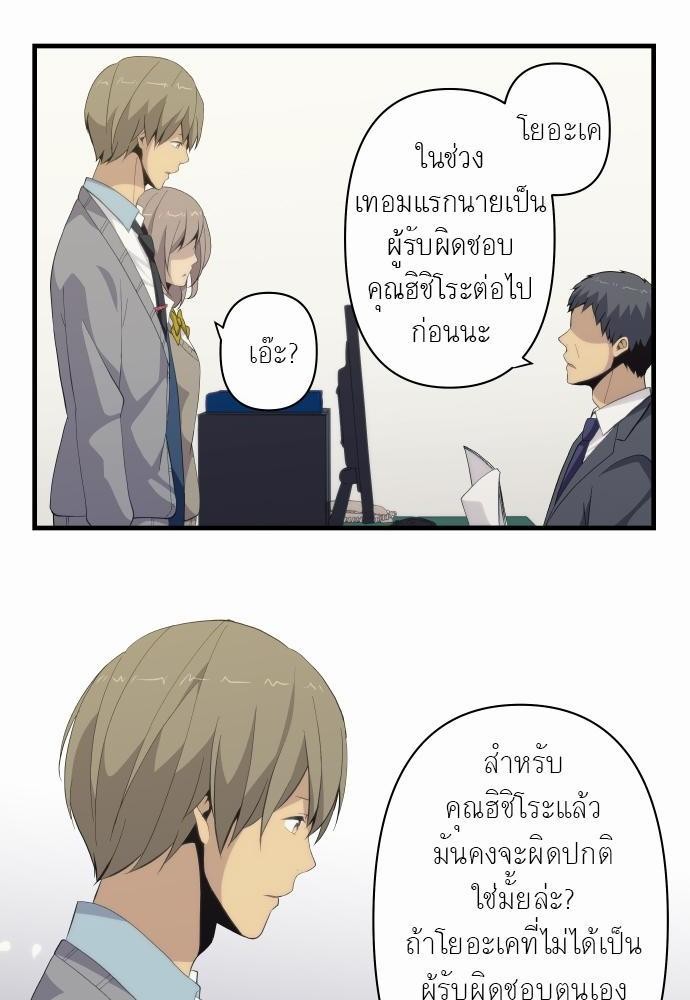 โยอะเค
ในช่วง
เทอมแรกนายเป็น
ผู้รับผิดชอบ
คุณฮิชิโระต่อไป
ก่อนนะ
เอ๊ะ?
สำหรับ
คุณฮิชิโระแล้ว
มันคงจะผิดปกติ
ใช่มั้ยล่ะ?
ถ้าโยอะเคที่ไม่ได้เป็น
ผู้รับผิดชอบตนเอง